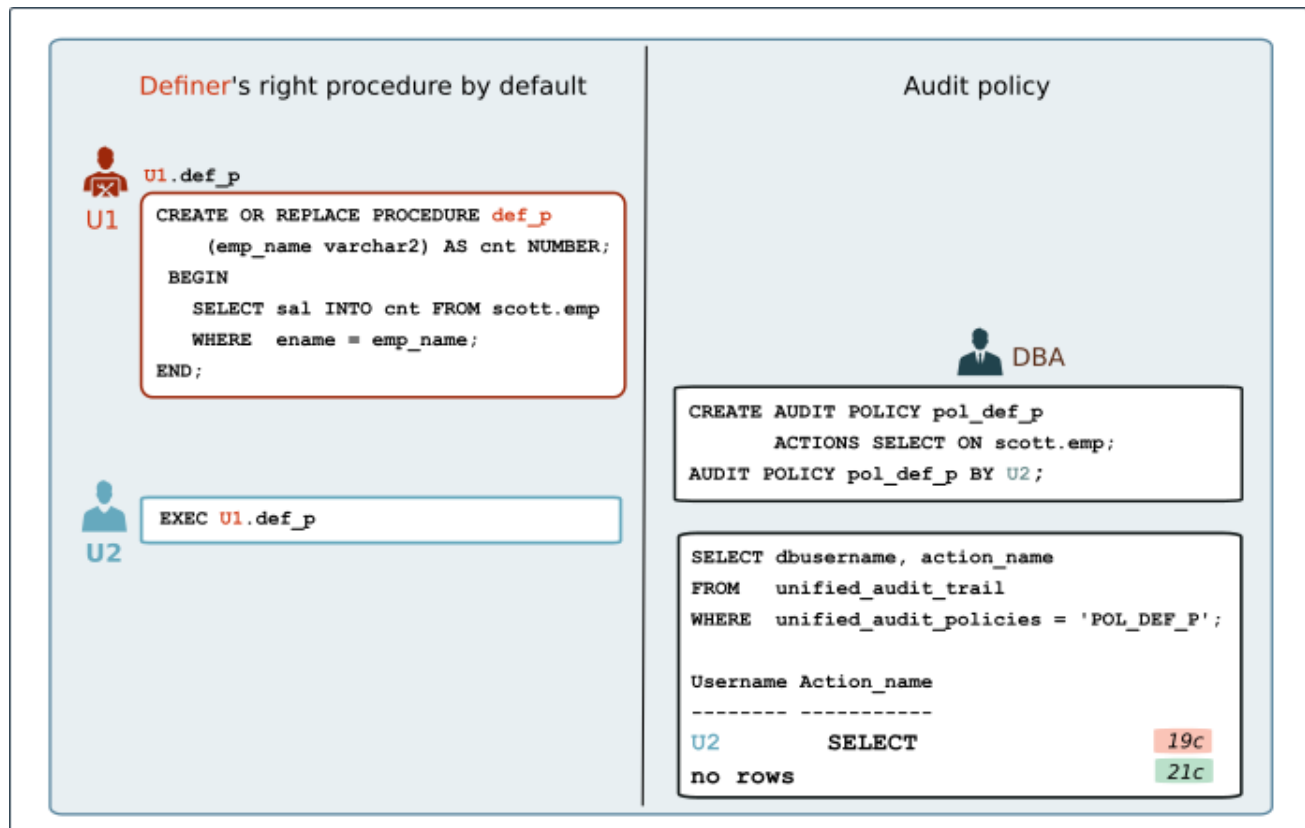 Definer's right procedure by default
U1.def_p
U1
CREATE OR REPLACE PROCEDURE def_p
(emp_name varchar2) AS cnt NUMBER;
BEGIN
SELECT sal INTO cnt FROM scott.emp
WHERE ename = emp_name;
END;
U2
EXEC U1.def_p
Audit policy
DBA
CREATE AUDIT POLICY pol_def_p
ACTIONS SELECT ON scott.emp;
AUDIT POLICY pol_def_p BY U2;
SELECT dbusername, action_name
FROM unified_audit_trail
WHERE unified_audit_policies = 'POL_DEF_P';
Username Action_name
-------- -----------
U2 SELECT 19c
no rows 21c